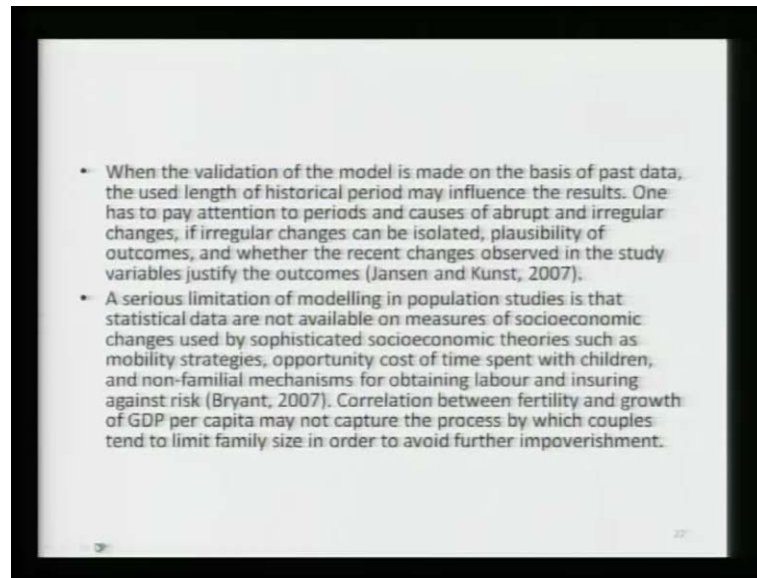 • When the validation of the model is made on the basis of past data,
the used length of historical period may influence the results. One
has to pay attention to periods and causes of abrupt and irregular
changes, if irregular changes can be isolated, plausibility of
outcomes, and whether the recent changes observed in the study
variables justify the outcomes (Jansen and Kunst, 2007).
• A serious limitation of modelling in population studies is that
statistical data are not available on measures of socioeconomic
changes used by sophisticated socioeconomic theories such as
mobility strategies, opportunity cost of time spent with children,
and non-familial mechanisms for obtaining labour and insuring
against risk (Bryant, 2007). Correlation between fertility and growth
of GDP per capita may not capture the process by which couples
tend to limit family size in order to avoid further impoverishment.